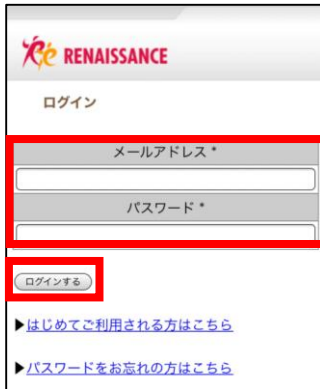 RENAISSANCE
ログイン
メールアドレス *
パスワード *
ログインする
▶はじめてご利用される方はこちら
▶パスワードをお忘れの方はこちら